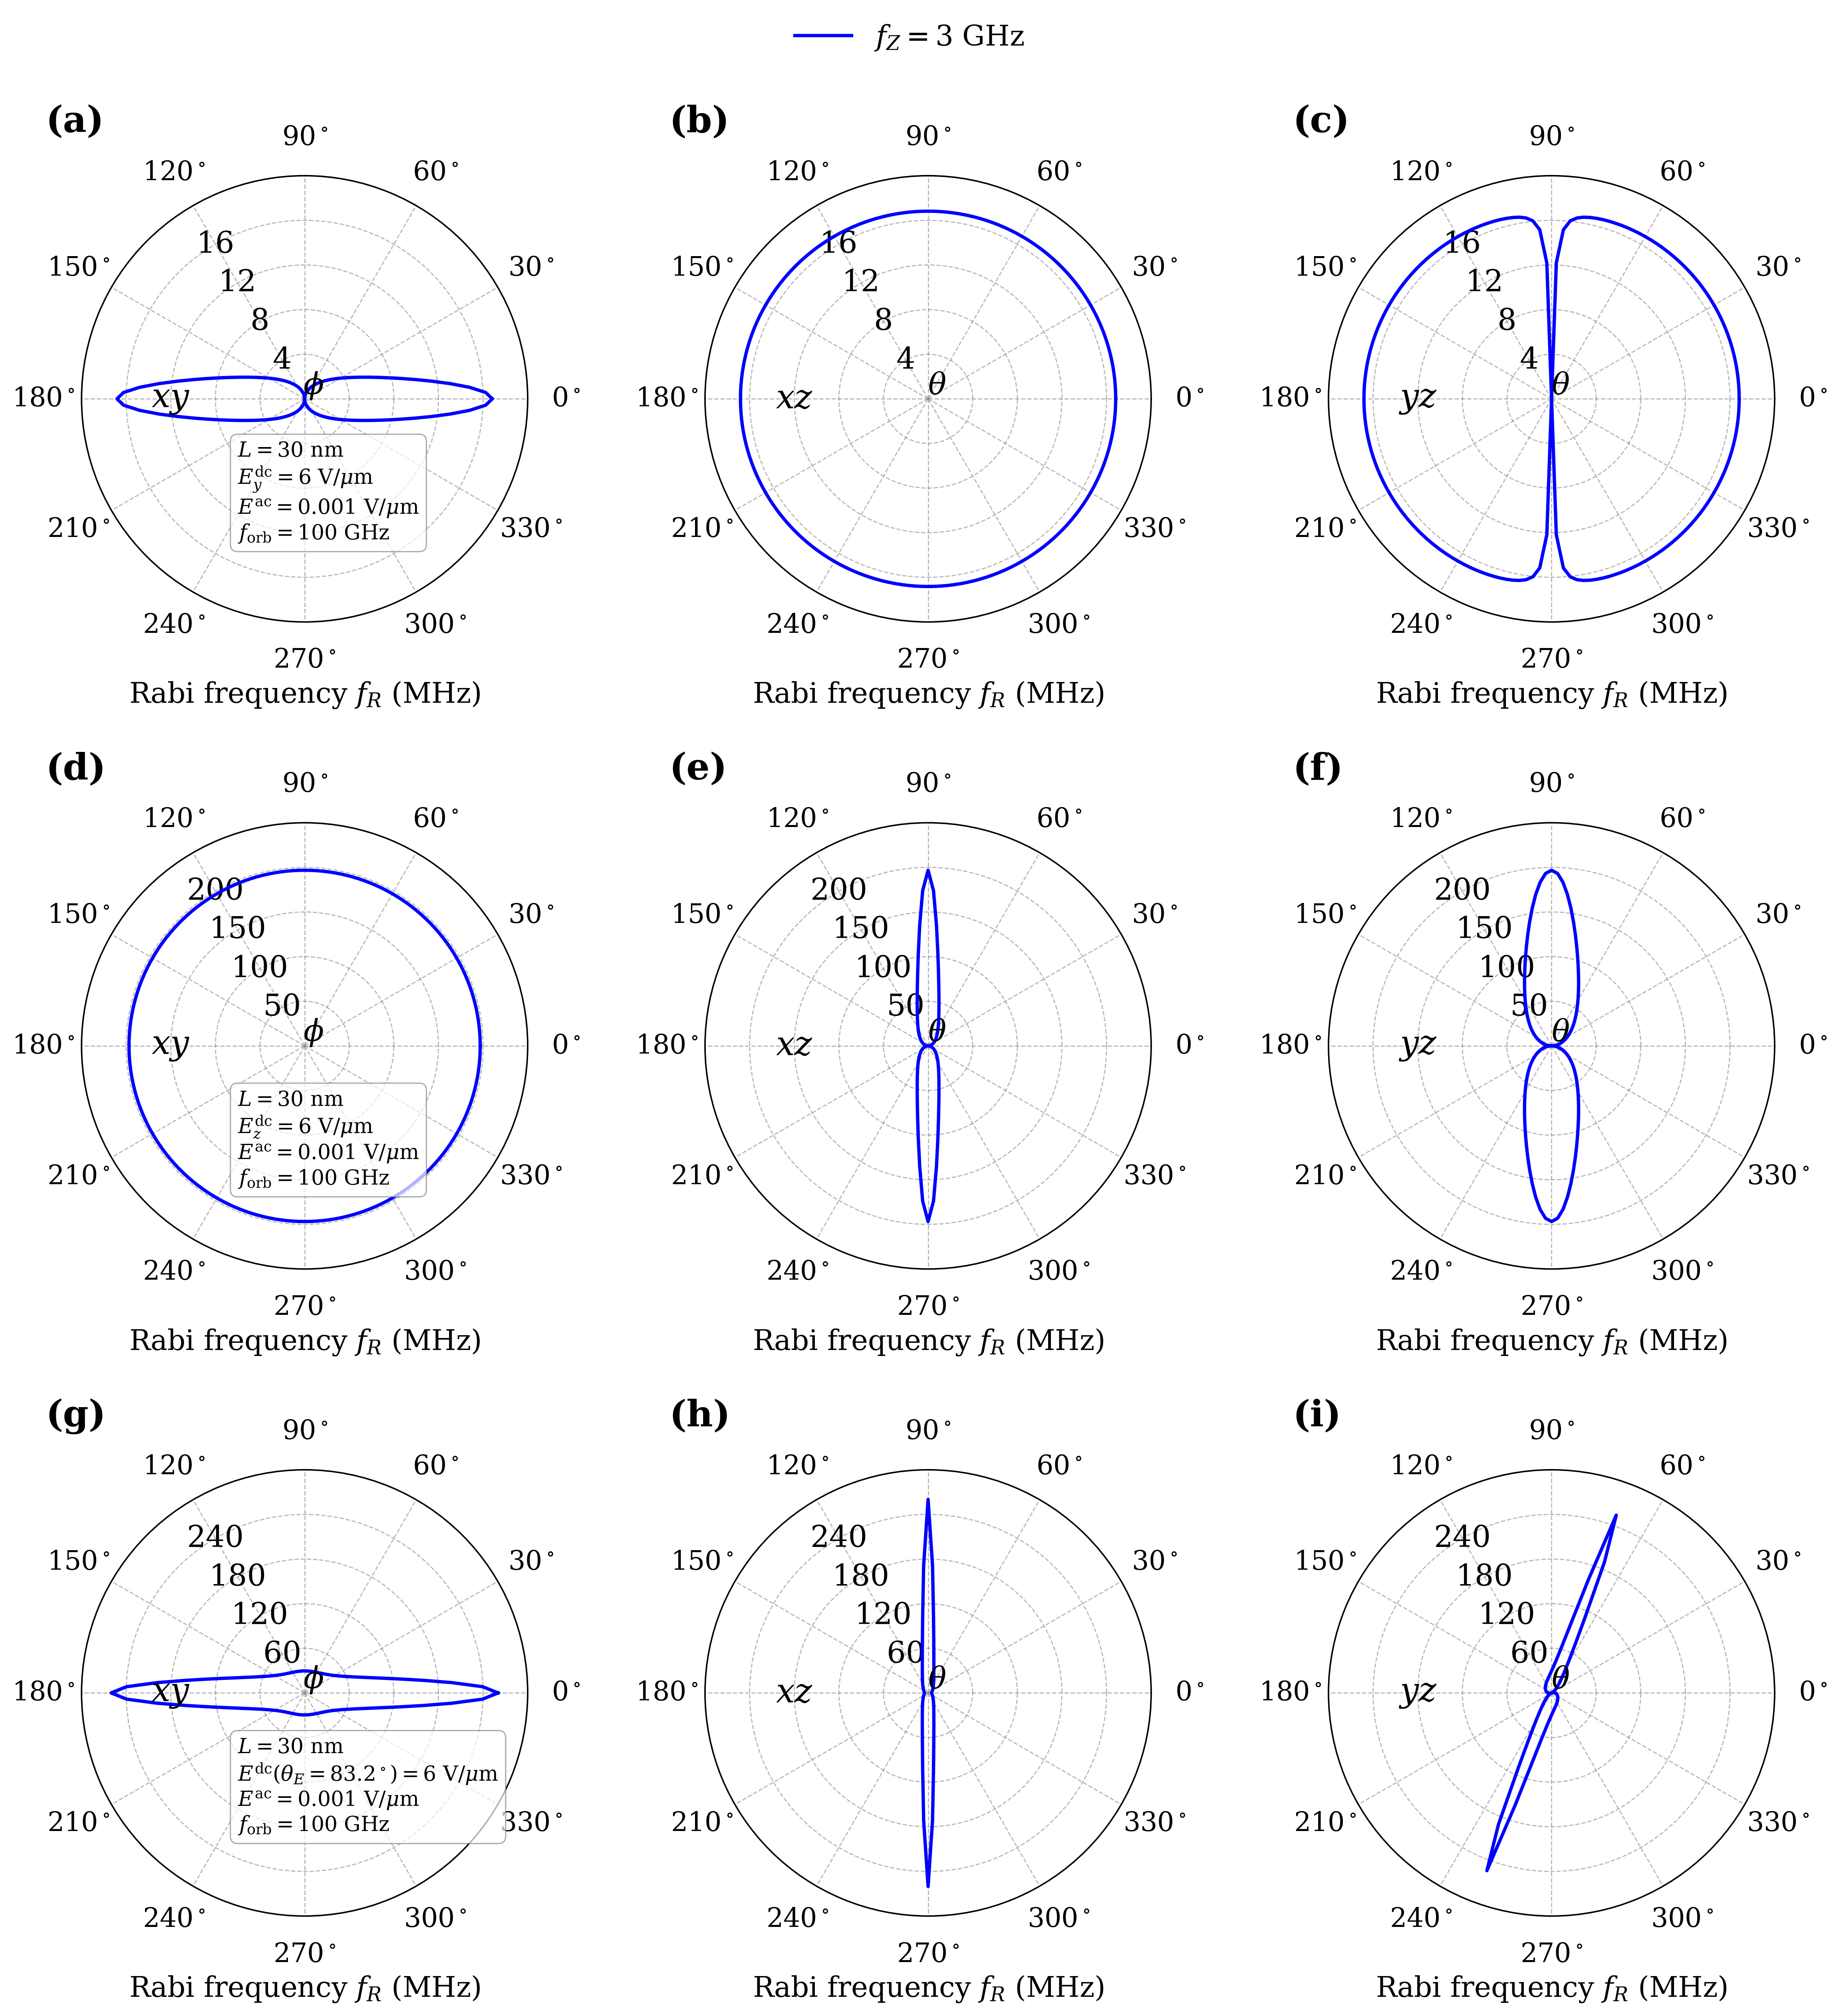 f_Z = 3 GHz
(a)
90°
120° 60°
16
150° 30°
12
8
4
ϕ
180° xy 0°
L = 30 nm
E_y^dc = 6 V/μm
E^ac = 0.001 V/μm
f_orb = 100 GHz
210° 330°
240° 300°
270°
Rabi frequency f_R (MHz)
(b)
90°
120° 60°
16
150° 30°
12
8
4
θ
180° xz 0°
210° 330°
240° 300°
270°
Rabi frequency f_R (MHz)
(c)
90°
120° 60°
16
150° 30°
12
8
4
θ
180° yz 0°
210° 330°
240° 300°
270°
Rabi frequency f_R (MHz)
(d)
90°
120° 60°
200
150° 30°
150
100
50
ϕ
180° xy 0°
L = 30 nm
E_z^dc = 6 V/μm
E^ac = 0.001 V/μm
f_orb = 100 GHz
210° 330°
240° 300°
270°
Rabi frequency f_R (MHz)
(e)
90°
120° 60°
200
150° 30°
150
100
50
θ
180° xz 0°
210° 330°
240° 300°
270°
Rabi frequency f_R (MHz)
(f)
90°
120° 60°
200
150° 30°
150
100
50
θ
180° yz 0°
210° 330°
240° 300°
270°
Rabi frequency f_R (MHz)
(g)
90°
120° 60°
240
150° 30°
180
120
60
ϕ
180° xy 0°
L = 30 nm
E^dc(θ_E = 83.2°) = 6 V/μm
E^ac = 0.001 V/μm
f_orb = 100 GHz
210° 330°
240° 300°
270°
Rabi frequency f_R (MHz)
(h)
90°
120° 60°
240
150° 30°
180
120
60
θ
180° xz 0°
210° 330°
240° 300°
270°
Rabi frequency f_R (MHz)
(i)
90°
120° 60°
240
150° 30°
180
120
60
θ
180° yz 0°
210° 330°
240° 300°
270°
Rabi frequency f_R (MHz)